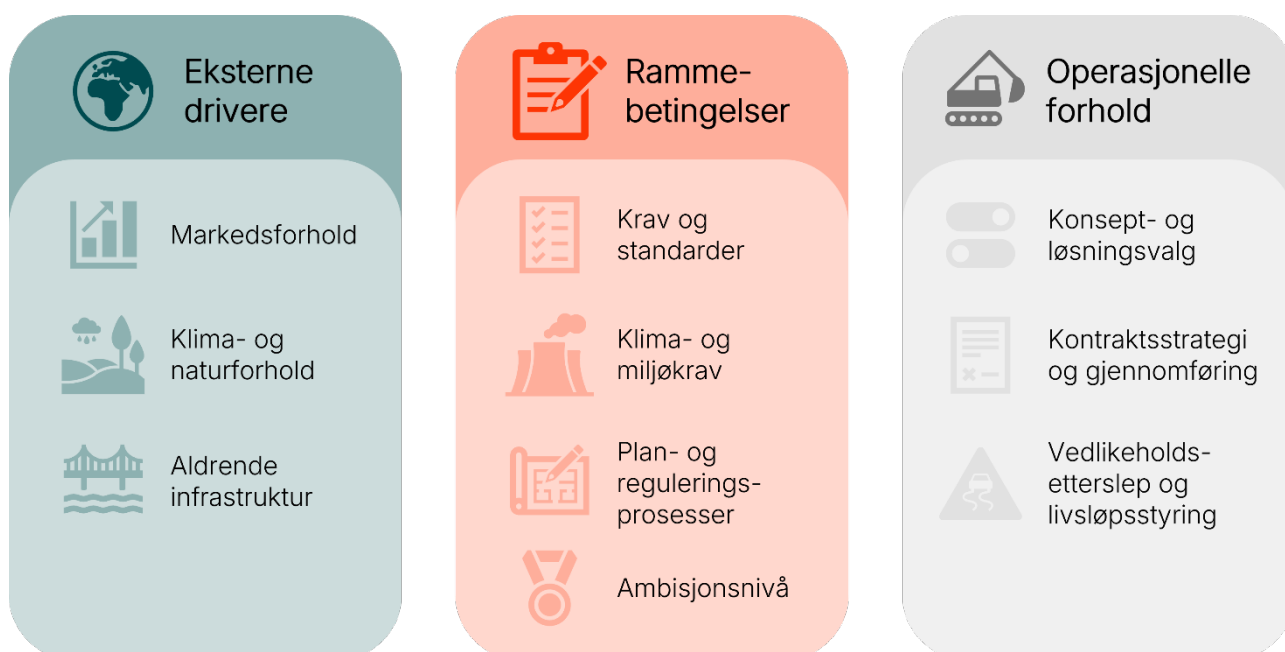 Eksterne
drivere
Markedsforhold
Klima- og
naturforhold
Aldrende
infrastruktur
Ramme-
betingelser
Krav og
standarder
Klima- og
miljøkrav
Plan- og
regulerings-
prosesser
Ambisjonsnivå
Operasjonelle
forhold
Konsept- og
løsningsvalg
Kontraktsstrategi
og gjennomføring
Vedlikeholds-
etterslep og
livsløpsstyring